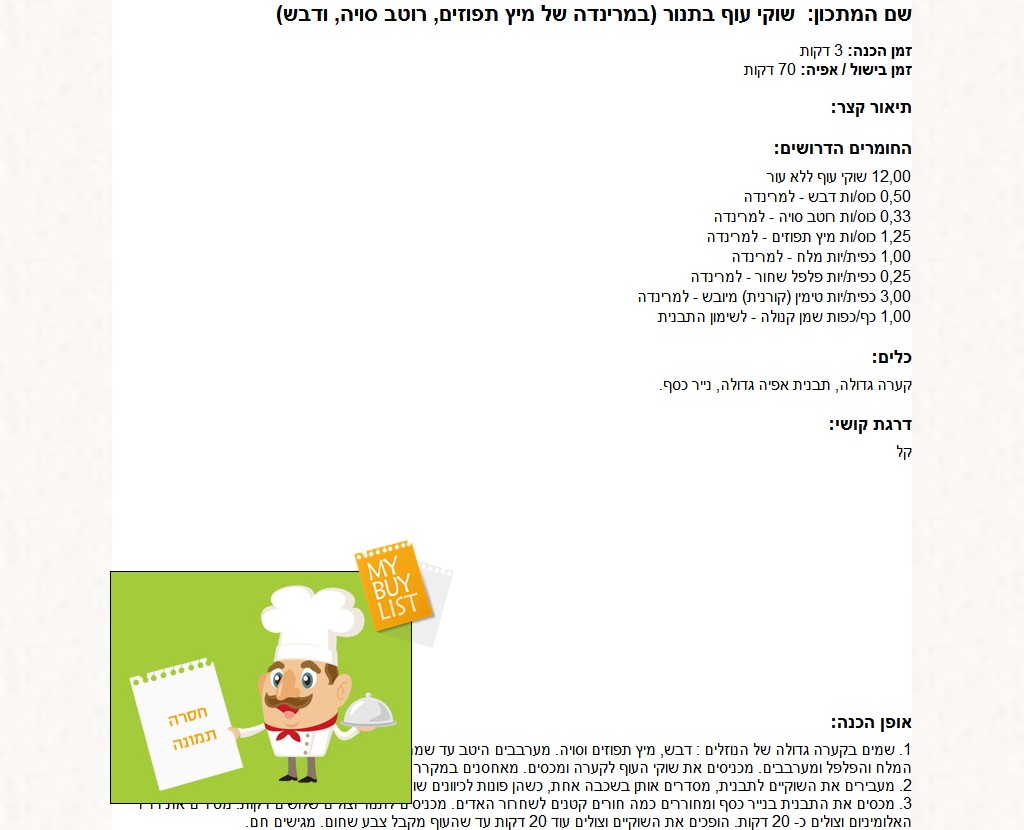 שם המתכון: שוקי עוף בתנור (במרינדה של מיץ תפוזים, רוטב סויה, ודבש)
זמן הכנה: 3 דקות
זמן בישול / אפיה: 70 דקות
תיאור קצר:
החומרים הדרושים:
12,00 שוקי עוף ללא עור
0,50 כוס/ות דבש - למרינדה
0,33 כוס/ות רוטב סויה - למרינדה
1,25 כוס/ות מיץ תפוזים - למרינדה
1,00 כפית/יות מלח - למרינדה
0,25 כפית/יות פלפל שחור - למרינדה
3,00 כפית/יות טימין (קורנית) מיובש - למרינדה
1,00 כף/כפות שמן קנולה - לשימון התבנית
כלים:
קערה גדולה, תבנית אפיה גדולה, נייר כסף.
דרגת קושי:
קל
MY
BUY
LIST
חסרה
תמונה
אופן הכנה:
1. שמים בקערה גדולה של הנוזלים : דבש, מיץ תפוזים וסויה. מערבבים היטב עד
המלח והפלפל ומערבבים. מכניסים את שוקי העוף לקערה ומכסים. מאחסנים במקרר
2. מעבירים את השוקיים לתבנית, מסדרים אותן בשכבה אחת, כשהן פונות לכיוונים
3. מכסים את התבנית בנייר כסף ומחוררים כמה חורים קטנים לשחרור האדים. מכניסים לתנור וצולים שלושים דקות.
האלומיניום וצולים כ- 20 דקות. הופכים את השוקיים וצולים עוד 20 דקות עד שהעוף מקבל צבע שחום. מגישים חם.